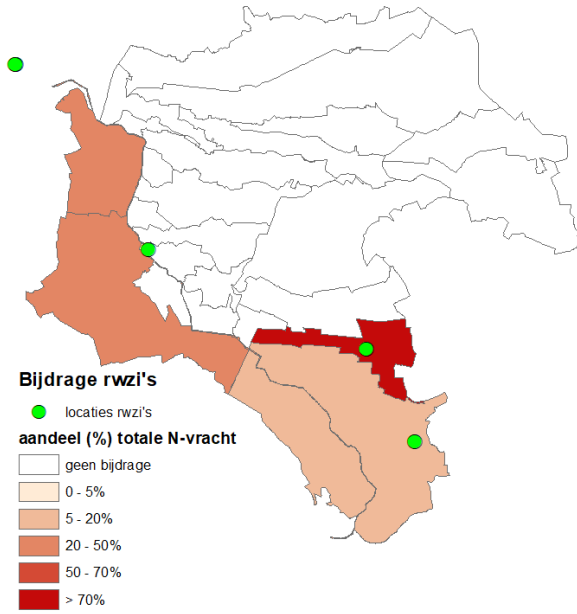 Bijdrage rwzi's
locaties rwzi's
aandeel (%) totale N-vracht
geen bijdrage
0 - 5%
5 - 20%
20 - 50%
50 - 70%
> 70%